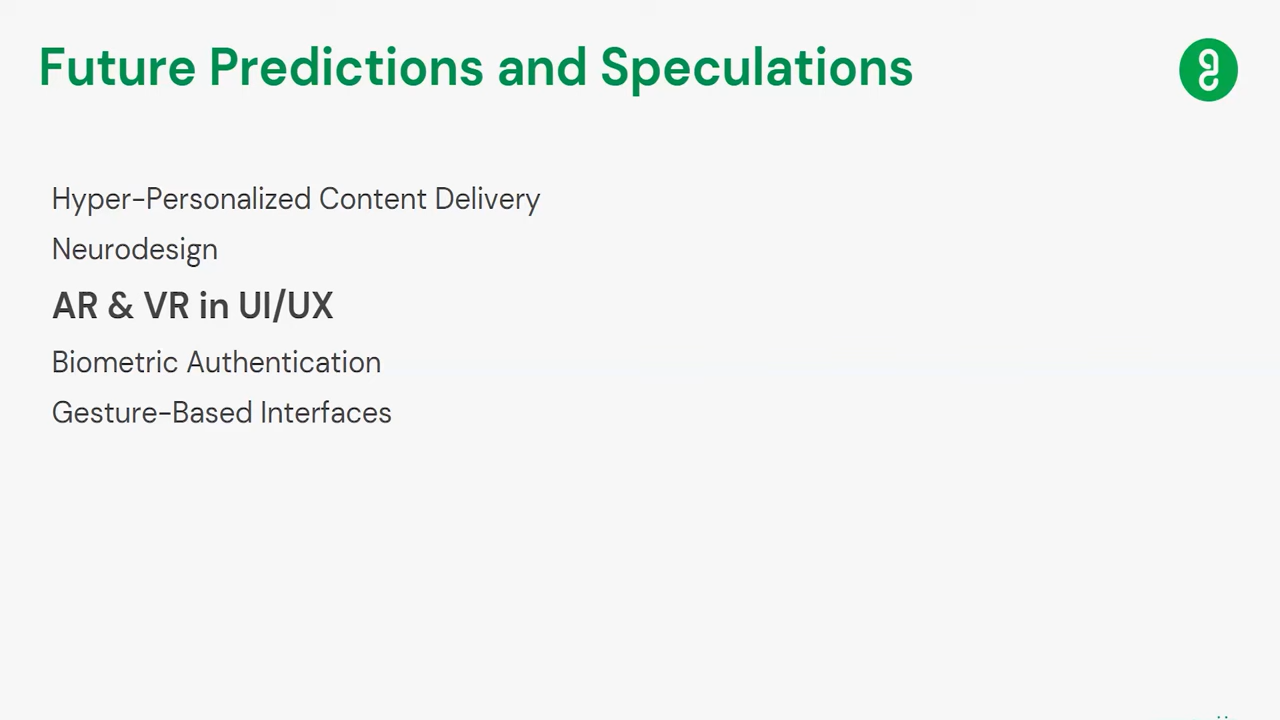 Future Predictions and Speculations
Hyper-Personalized Content Delivery
Neurodesign
AR & VR in UI/UX
Biometric Authentication
Gesture-Based Interfaces